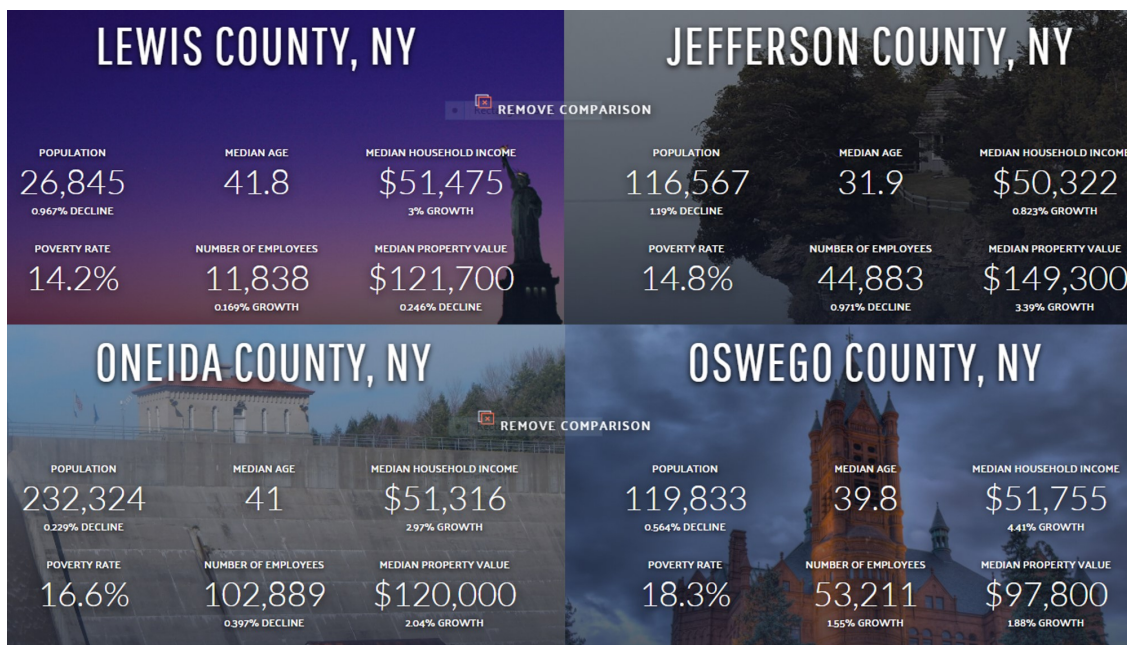 LEWIS COUNTY, NY
REMOVE COMPARISON
POPULATION MEDIAN AGE MEDIAN HOUSEHOLD INCOME
26,845 41.8 $51,475
0.967% DECLINE 3% GROWTH
POVERTY RATE NUMBER OF EMPLOYEES MEDIAN PROPERTY VALUE
14.2% 11,838 $121,700
0.169% GROWTH 0.246% DECLINE
JEFFERSON COUNTY, NY
POPULATION MEDIAN AGE MEDIAN HOUSEHOLD INCOME
116,567 31.9 $50,322
1.19% DECLINE 0.823% GROWTH
POVERTY RATE NUMBER OF EMPLOYEES MEDIAN PROPERTY VALUE
14.8% 44,883 $149,300
0.971% DECLINE 3.39% GROWTH
ONEIDA COUNTY, NY
REMOVE COMPARISON
POPULATION MEDIAN AGE MEDIAN HOUSEHOLD INCOME
232,324 41 $51,316
0.229% DECLINE 2.97% GROWTH
POVERTY RATE NUMBER OF EMPLOYEES MEDIAN PROPERTY VALUE
16.6% 102,889 $120,000
0.397% DECLINE 2.04% GROWTH
OSWEGO COUNTY, NY
POPULATION MEDIAN AGE MEDIAN HOUSEHOLD INCOME
119,833 39.8 $51,755
0.564% DECLINE 4.41% GROWTH
POVERTY RATE NUMBER OF EMPLOYEES MEDIAN PROPERTY VALUE
18.3% 53,211 $97,800
1.55% GROWTH 1.88% GROWTH